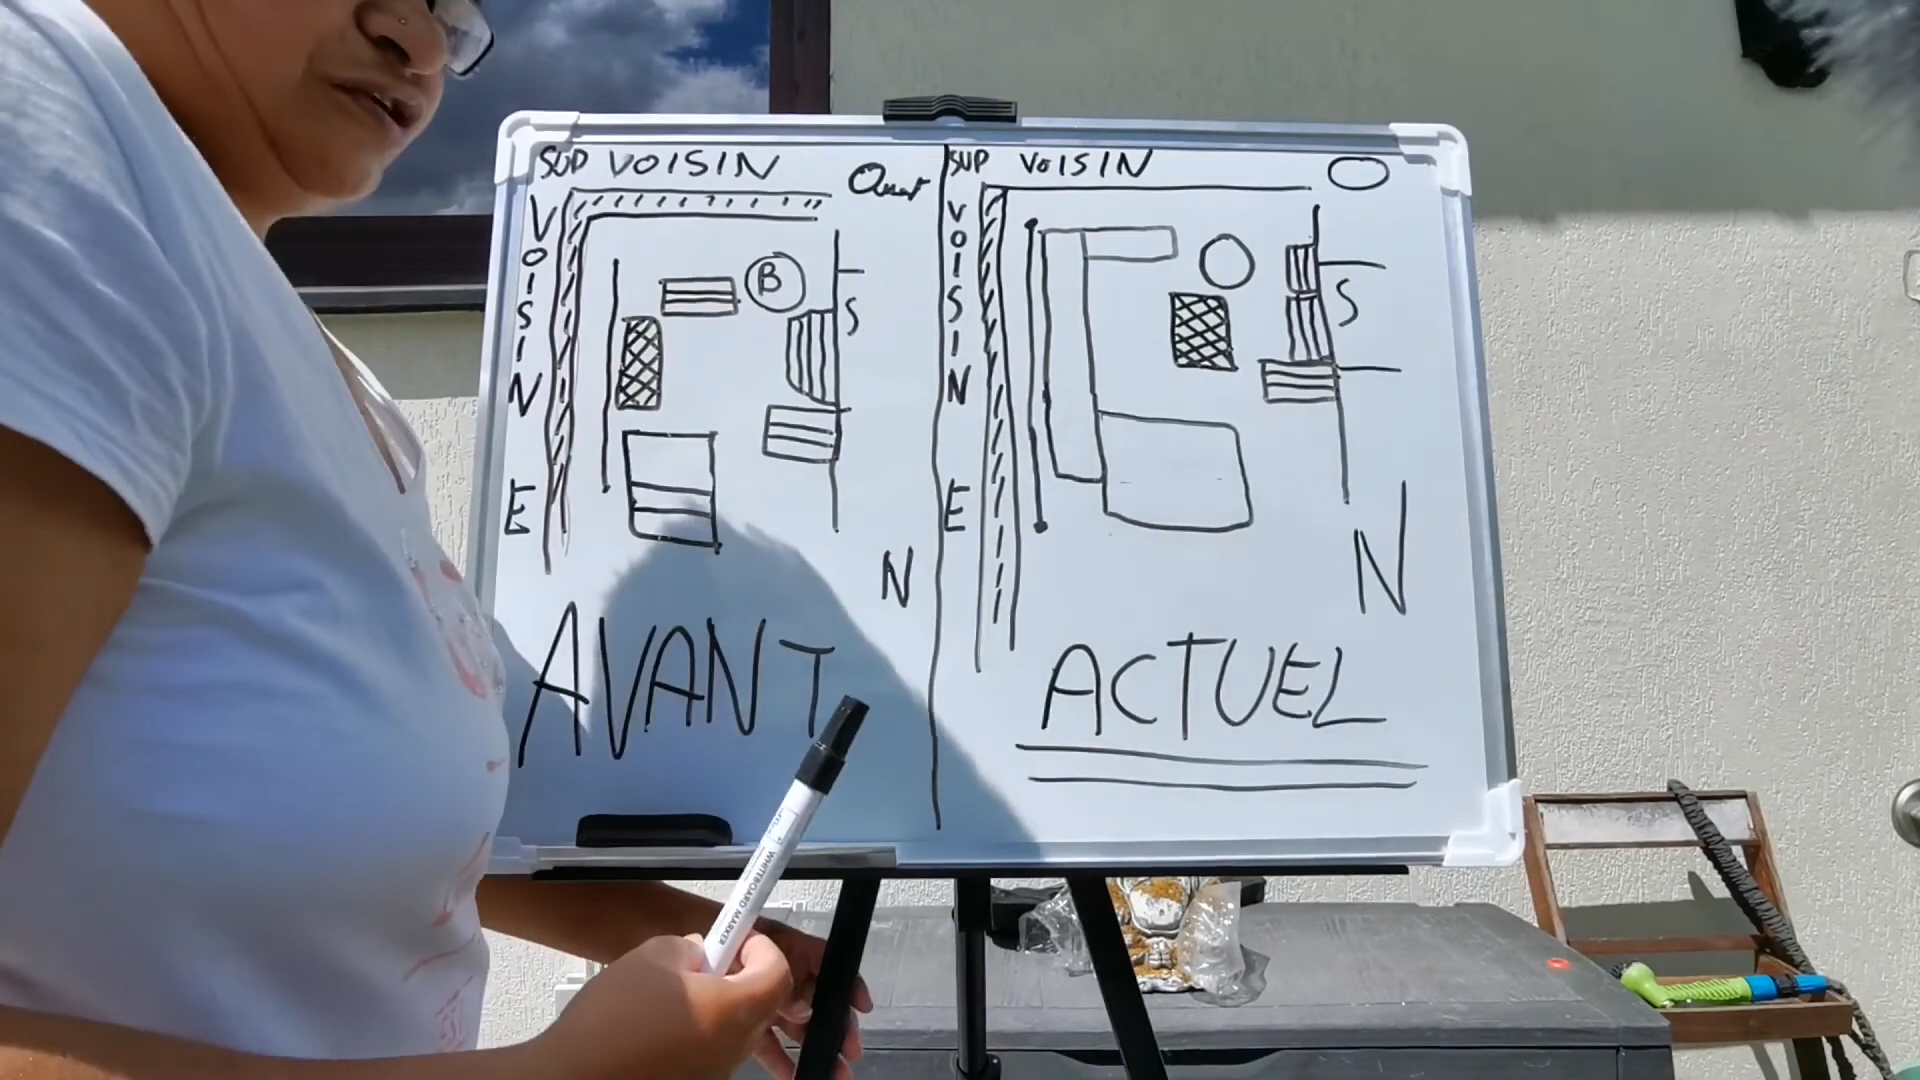 SUD VOISIN
Ouest
VOISIN
B
S
E
N
AVANT
SUD VOISIN
O
VOISIN
S
E
N
ACTUEL
WHITEBOARD MARKER